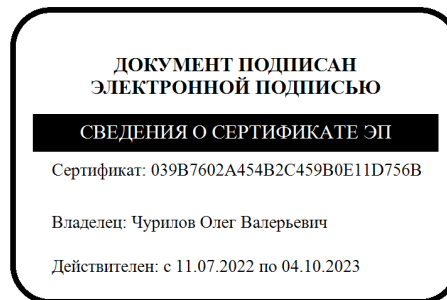 ДОКУМЕНТ ПОДПИСАН
ЭЛЕКТРОННОЙ ПОДПИСЬЮ
СВЕДЕНИЯ О СЕРТИФИКАТЕ ЭП
Сертификат: 039B7602A454B2C459B0E11D756B
Владелец: Чурилов Олег Валерьевич
Действителен: с 11.07.2022 по 04.10.2023